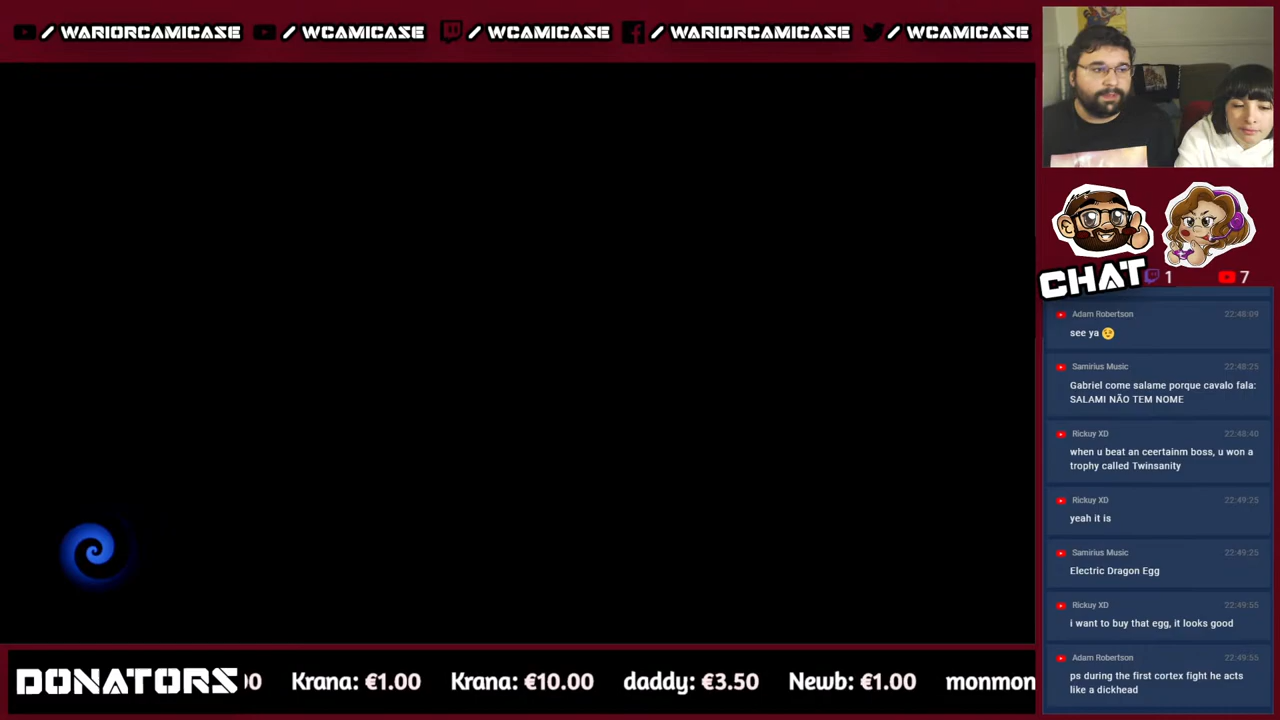 / WARIORCAMICASE / WCAMICASE / WCAMICASE / WARIORCAMICASE / WCAMICASE
CHAT 1 7
Adam Robertson 22:48:09
see ya 🤨
Samirius Music 22:48:25
Gabriel come salame porque cavalo fala:
SALAMI NÃO TEM NOME
Rickuy XD 22:48:40
when u beat an ceertainm boss, u won a
trophy called Twinsanity
Rickuy XD 22:49:25
yeah it is
Samirius Music 22:49:25
Electric Dragon Egg
Rickuy XD 22:49:55
i want to buy that egg, it looks good
Adam Robertson 22:49:55
ps during the first cortex fight he acts
like a dickhead
DONATORS 00 Krana: €1.00 Krana: €10.00 daddy: €3.50 Newb: €1.00 monmon